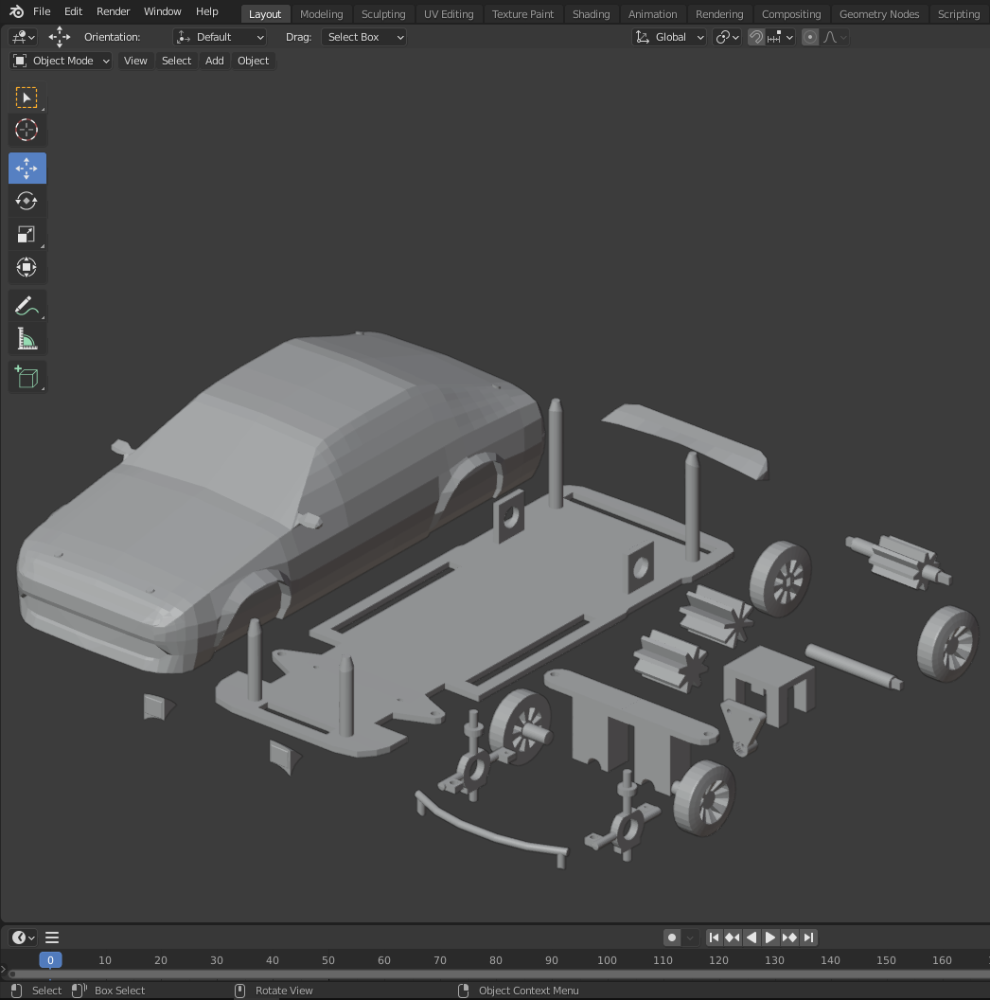 File Edit Render Window Help Layout Modeling Sculpting UV Editing Texture Paint Shading Animation Rendering Compositing Geometry Nodes Scripting
Orientation: Default Drag: Select Box Global
Object Mode View Select Add Object
0 10 20 30 40 50 60 70 80 90 100 110 120 130 140 150 160
Select Box Select Rotate View Object Context Menu